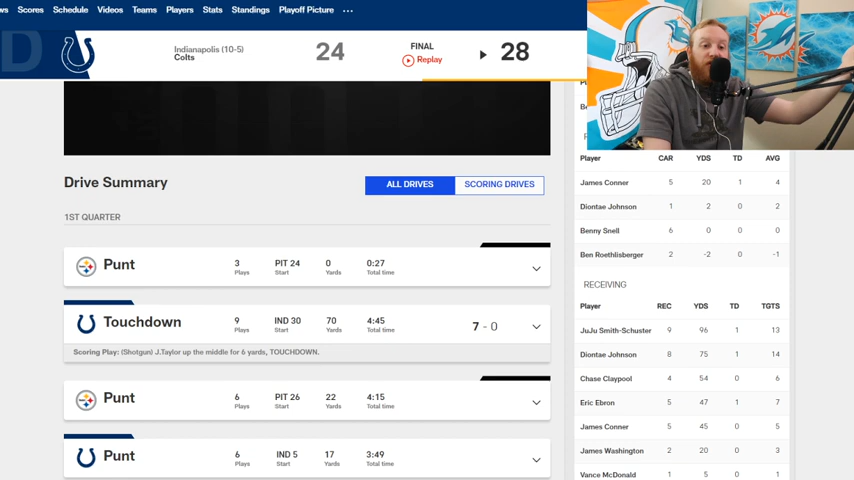 Scores Schedule Videos Teams Players Stats Standings Playoff Picture ...
Indianapolis (10-5)
Colts
24
FINAL
Replay
28
Drive Summary
ALL DRIVES
SCORING DRIVES
1ST QUARTER
Punt
3 PIT 24 0 0:27
Plays Start Yards Total time
Touchdown
9 IND 30 70 4:45
Plays Start Yards Total time
7 - 0
Scoring Play: (Shotgun) J.Taylor up the middle for 6 yards, TOUCHDOWN.
Punt
6 PIT 26 22 4:15
Plays Start Yards Total time
Punt
6 IND 5 17 3:49
Plays Start Yards Total time
Player CAR YDS TD AVG
James Conner 5 20 1 4
Diontae Johnson 1 2 0 2
Benny Snell 6 0 0 0
Ben Roethlisberger 2 -2 0 -1
RECEIVING
Player REC YDS TD TGTS
JuJu Smith-Schuster 9 96 1 13
Diontae Johnson 8 75 1 14
Chase Claypool 4 54 0 6
Eric Ebron 5 47 1 7
James Conner 5 45 0 5
James Washington 2 20 0 3
Vance McDonald 1 5 0 1